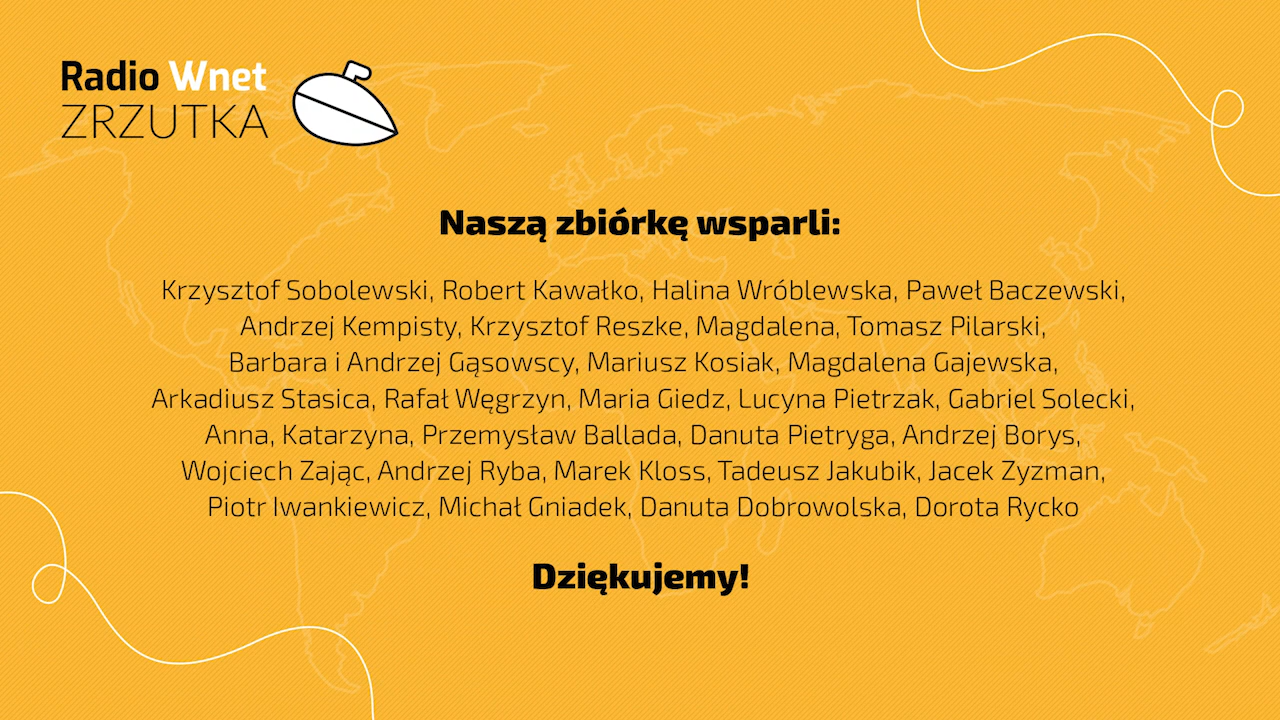 Radio Wnet
ZRZUTKA
Naszą zbiórkę wsparli:
Krzysztof Sobolewski, Robert Kawałko, Halina Wróblewska, Paweł Baczewski,
Andrzej Kempisty, Krzysztof Reszke, Magdalena, Tomasz Pilarski,
Barbara i Andrzej Gąsowscy, Mariusz Kosiak, Magdalena Gajewska,
Arkadiusz Stasica, Rafał Węgrzyn, Maria Giedz, Lucyna Pietrzak, Gabriel Solecki,
Anna, Katarzyna, Przemysław Ballada, Danuta Pietryga, Andrzej Borys,
Wojciech Zając, Andrzej Ryba, Marek Kloss, Tadeusz Jakubik, Jacek Zyzman,
Piotr Iwankiewicz, Michał Gniadek, Danuta Dobrowolska, Dorota Rycko
Dziękujemy!